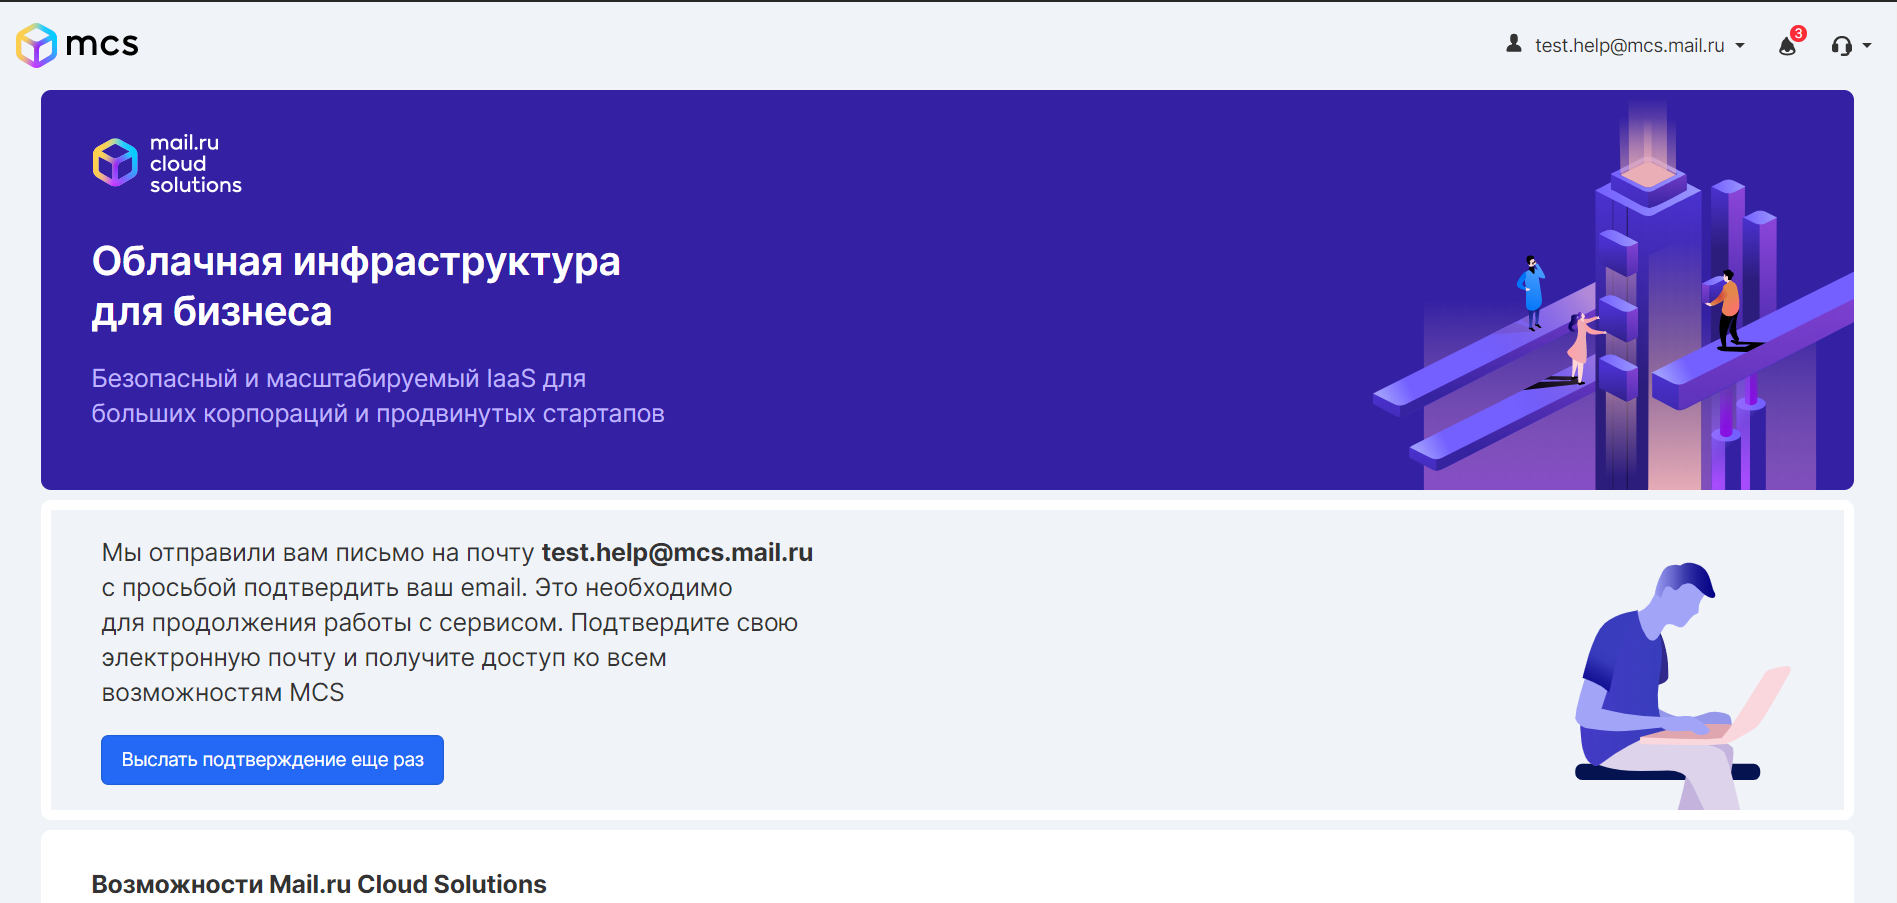 mcs
test.help@mcs.mail.ru
3
mail.ru
cloud
solutions
Облачная инфраструктура
для бизнеса
Безопасный и масштабируемый IaaS для
больших корпораций и продвинутых стартапов
Мы отправили вам письмо на почту test.help@mcs.mail.ru
с просьбой подтвердить ваш email. Это необходимо
для продолжения работы с сервисом. Подтвердите свою
электронную почту и получите доступ ко всем
возможностям MCS
Выслать подтверждение еще раз
Возможности Mail.ru Cloud Solutions